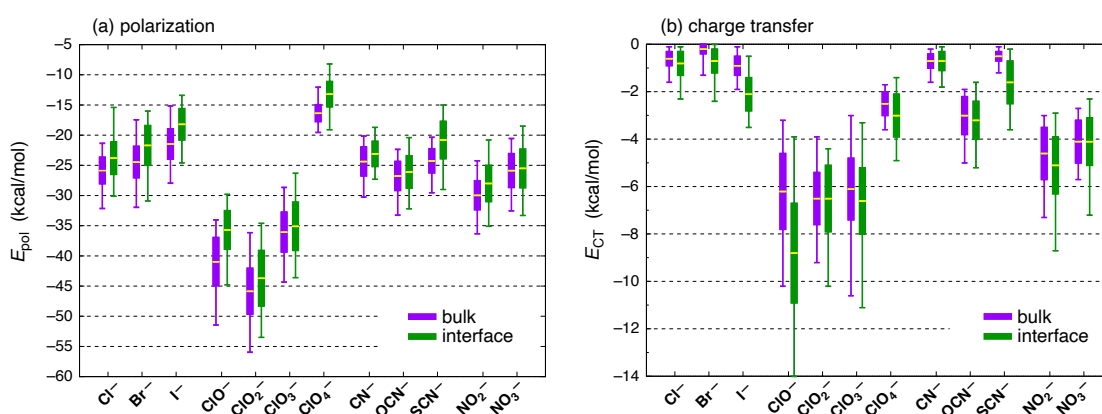 (a) polarization
−5
−10
−15
−20
−25
−30
−35
−40
−45
−50
−55
−60
E_pol (kcal/mol)
bulk
interface
Cl⁻ Br⁻ I⁻ ClO⁻ ClO₂⁻ ClO₃⁻ ClO₄⁻ CN⁻ OCN⁻ SCN⁻ NO₂⁻ NO₃⁻
(b) charge transfer
0
−2
−4
−6
−8
−10
−12
−14
E_CT (kcal/mol)
bulk
interface
Cl⁻ Br⁻ I⁻ ClO⁻ ClO₂⁻ ClO₃⁻ ClO₄⁻ CN⁻ OCN⁻ SCN⁻ NO₂⁻ NO₃⁻